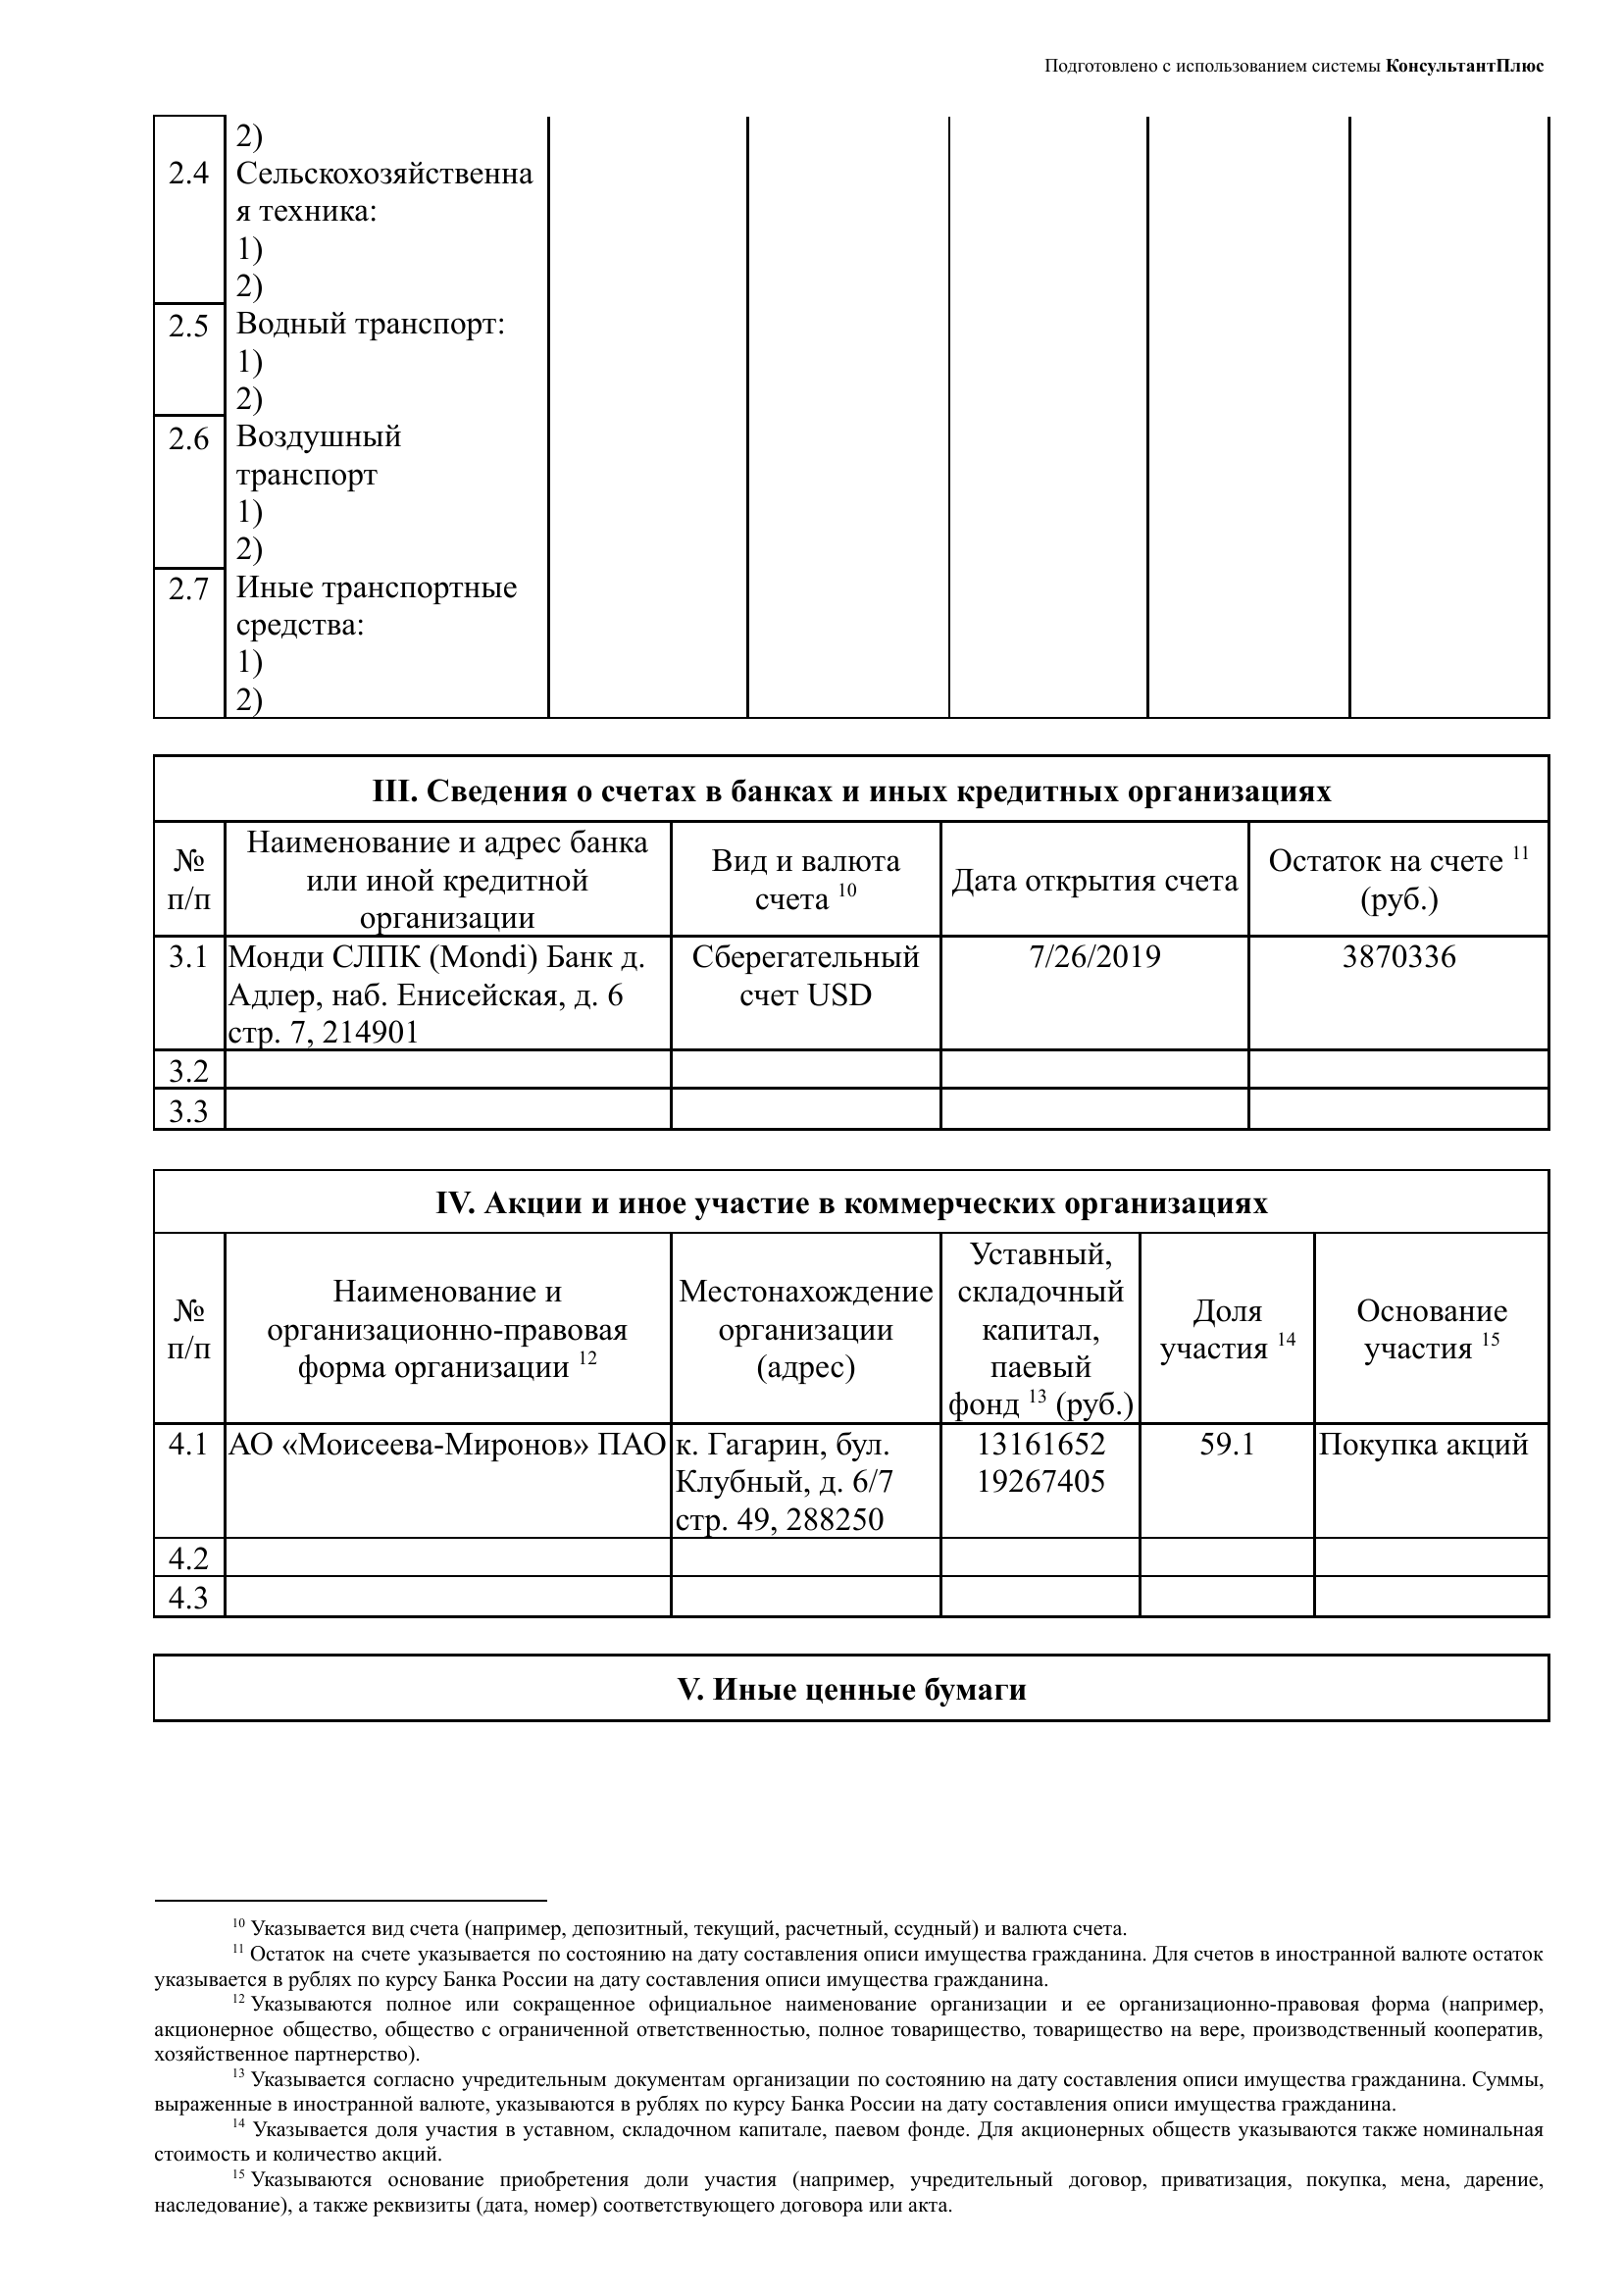 Подготовлено с использованием системы КонсультантПлюс
2)
2.4 Сельскохозяйственна
я техника:
1)
2)
2.5 Водный транспорт:
1)
2)
2.6 Воздушный
транспорт
1)
2)
2.7 Иные транспортные
средства:
1)
2)
III. Сведения о счетах в банках и иных кредитных организациях
№
п/п
Наименование и адрес банка
или иной кредитной
организации
Вид и валюта
счета 10
Дата открытия счета
Остаток на счете 11
(руб.)
3.1
Монди СЛПК (Mondi) Банк д.
Адлер, наб. Енисейская, д. 6
стр. 7, 214901
Сберегательный
счет USD
7/26/2019
3870336
3.2
3.3
IV. Акции и иное участие в коммерческих организациях
№
п/п
Наименование и
организационно-правовая
форма организации 12
Местонахождение
организации
(адрес)
Уставный,
складочный
капитал,
паевый
фонд 13 (руб.)
Доля
участия 14
Основание
участия 15
4.1
АО «Моисеева-Миронов» ПАО
к. Гагарин, бул.
Клубный, д. 6/7
стр. 49, 288250
13161652
19267405
59.1
Покупка акций
4.2
4.3
V. Иные ценные бумаги
10 Указывается вид счета (например, депозитный, текущий, расчетный, ссудный) и валюта счета.
11 Остаток на счете указывается по состоянию на дату составления описи имущества гражданина. Для счетов в иностранной валюте остаток
указывается в рублях по курсу Банка России на дату составления описи имущества гражданина.
12 Указываются полное или сокращенное официальное наименование организации и ее организационно-правовая форма (например,
акционерное общество, общество с ограниченной ответственностью, полное товарищество, товарищество на вере, производственный кооператив,
хозяйственное партнерство).
13 Указывается согласно учредительным документам организации по состоянию на дату составления описи имущества гражданина. Суммы,
выраженные в иностранной валюте, указываются в рублях по курсу Банка России на дату составления описи имущества гражданина.
14 Указывается доля участия в уставном, складочном капитале, паевом фонде. Для акционерных обществ указываются также номинальная
стоимость и количество акций.
15 Указываются основание приобретения доли участия (например, учредительный договор, приватизация, покупка, мена, дарение,
наследование), а также реквизиты (дата, номер) соответствующего договора или акта.